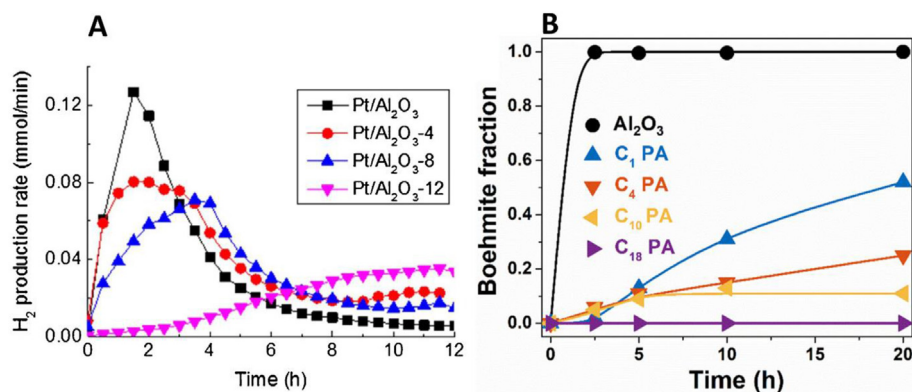 A
H₂ production rate (mmol/min)
0.12
0.08
0.04
0.00
Pt/Al₂O₃
Pt/Al₂O₃-4
Pt/Al₂O₃-8
Pt/Al₂O₃-12
0 2 4 6 8 10 12
Time (h)
B
Boehmite fraction
1.0
0.8
0.6
0.4
0.2
0.0
Al₂O₃
C₁ PA
C₄ PA
C₁₀ PA
C₁₈ PA
0 5 10 15 20
Time (h)